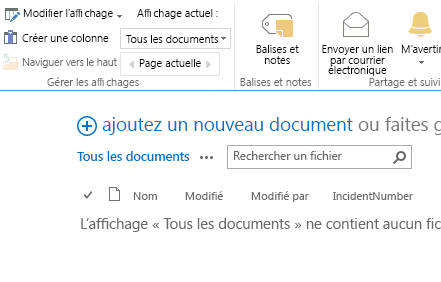 Modifier l'affichage
Affichage actuel :
Créer une colonne
Tous les documents
Naviguer vers le haut
Page actuelle
Gérer les affichages
Balises et
notes
Balises et notes
Envoyer un lien
par courrier
électronique
M'avertir
Partage et suivi
ajoutez un nouveau document ou faites g
Tous les documents
Rechercher un fichier
Nom Modifié Modifié par IncidentNumber
L'affichage « Tous les documents » ne contient aucun fic